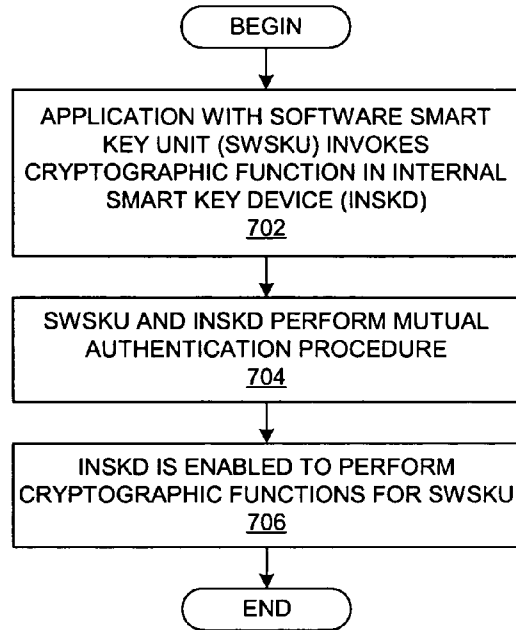 BEGIN
APPLICATION WITH SOFTWARE SMART
KEY UNIT (SWSKU) INVOKES
CRYPTOGRAPHIC FUNCTION IN INTERNAL
SMART KEY DEVICE (INSKD)
702
SWSKU AND INSKD PERFORM MUTUAL
AUTHENTICATION PROCEDURE
704
INSKD IS ENABLED TO PERFORM
CRYPTOGRAPHIC FUNCTIONS FOR SWSKU
706
END